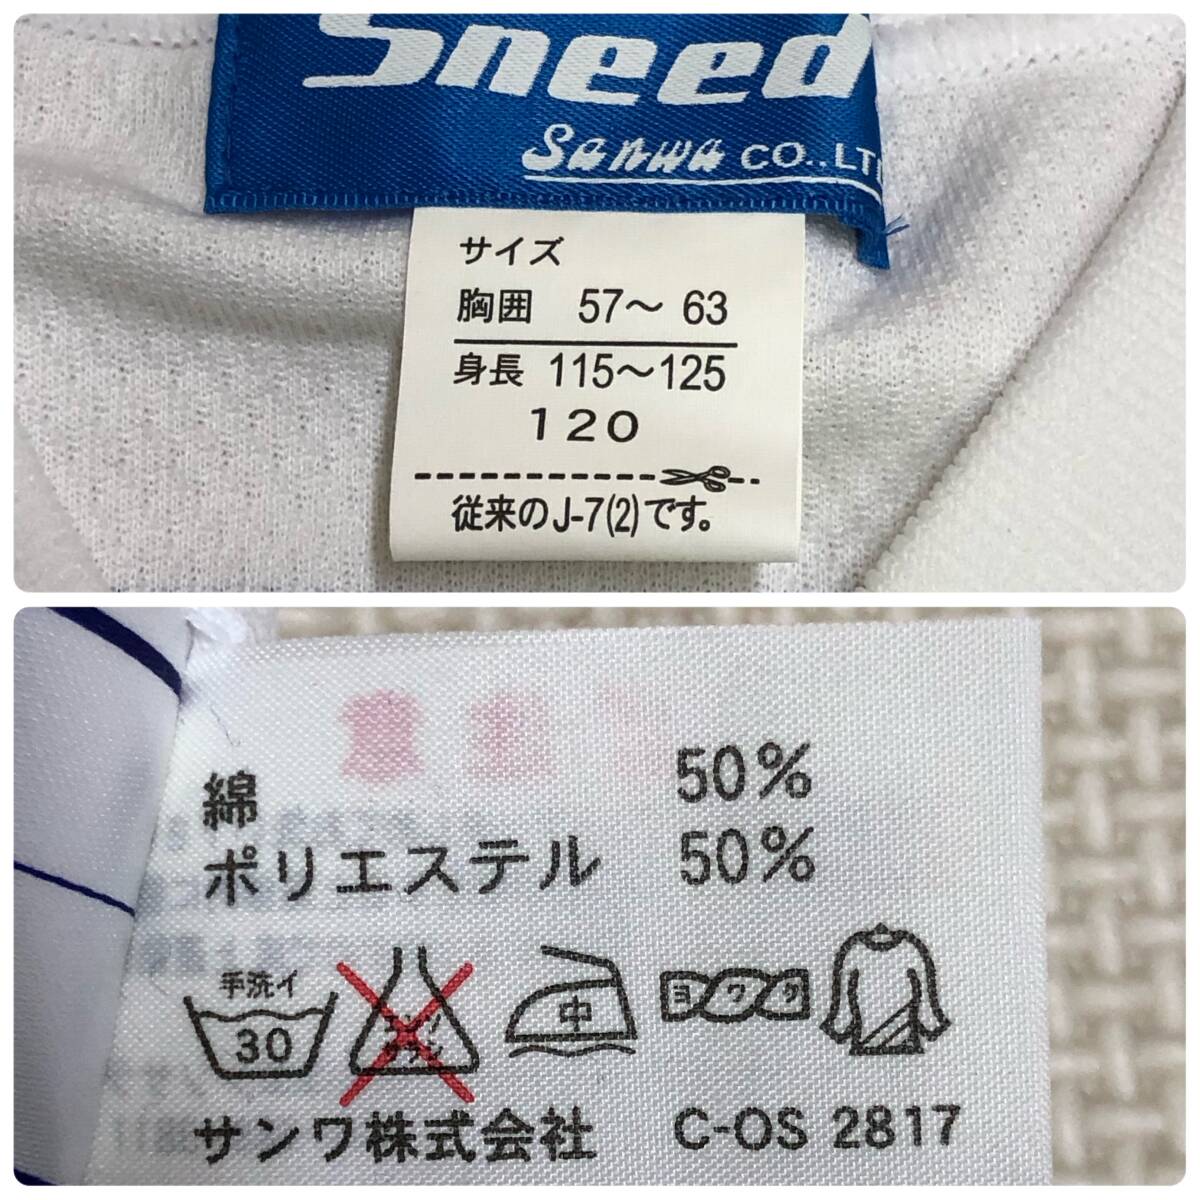 Sneed
Sanwa CO.,LT
サイズ
胸囲 57〜63
身長 115〜125
120
従来のJ-7(2)です。
綿 50%
ポリエステル 50%
手洗イ
30
中
ヨワク
サンワ株式会社 C-OS 2817